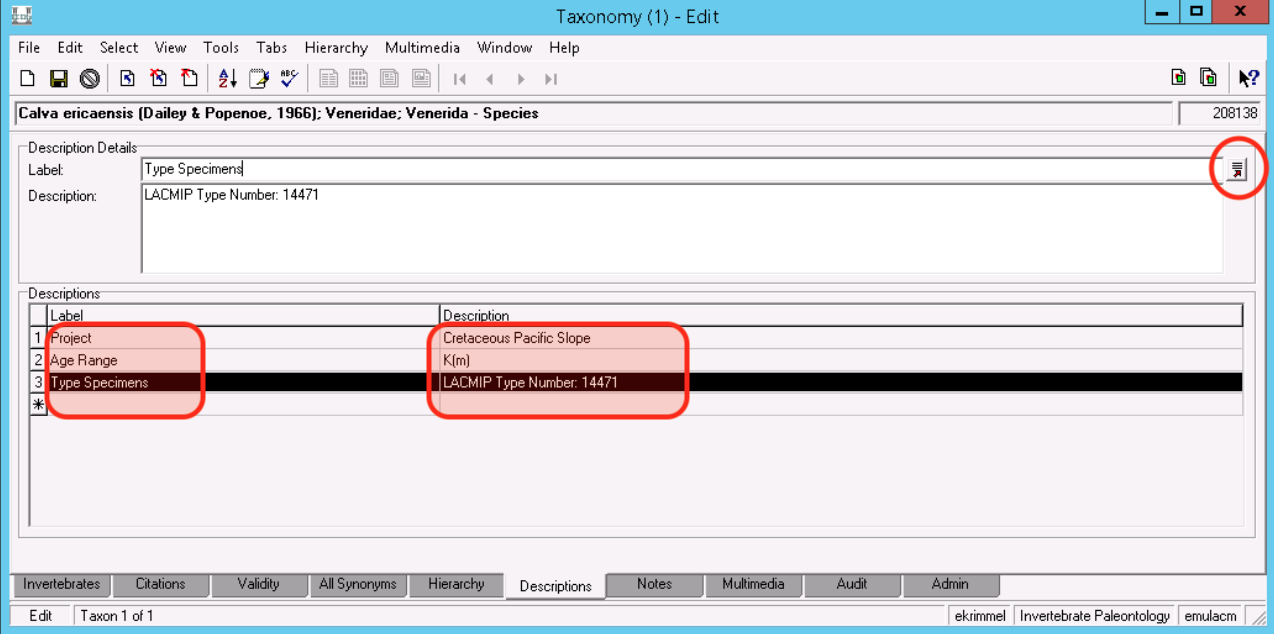 Taxonomy (1) - Edit
File Edit Select View Tools Tabs Hierarchy Multimedia Window Help
Calva ericaensis (Dailey & Popenoe, 1966); Veneridae; Venerida - Species 208138
Description Details
Label: Type Specimens
Description: LACMIP Type Number: 14471
Descriptions
Label Description
1 Project Cretaceous Pacific Slope
2 Age Range K(m)
3 Type Specimens LACMIP Type Number: 14471
*
Invertebrates Citations Validity All Synonyms Hierarchy Descriptions Notes Multimedia Audit Admin
Edit Taxon 1 of 1 ekrimmel Invertebrate Paleontology emulacm